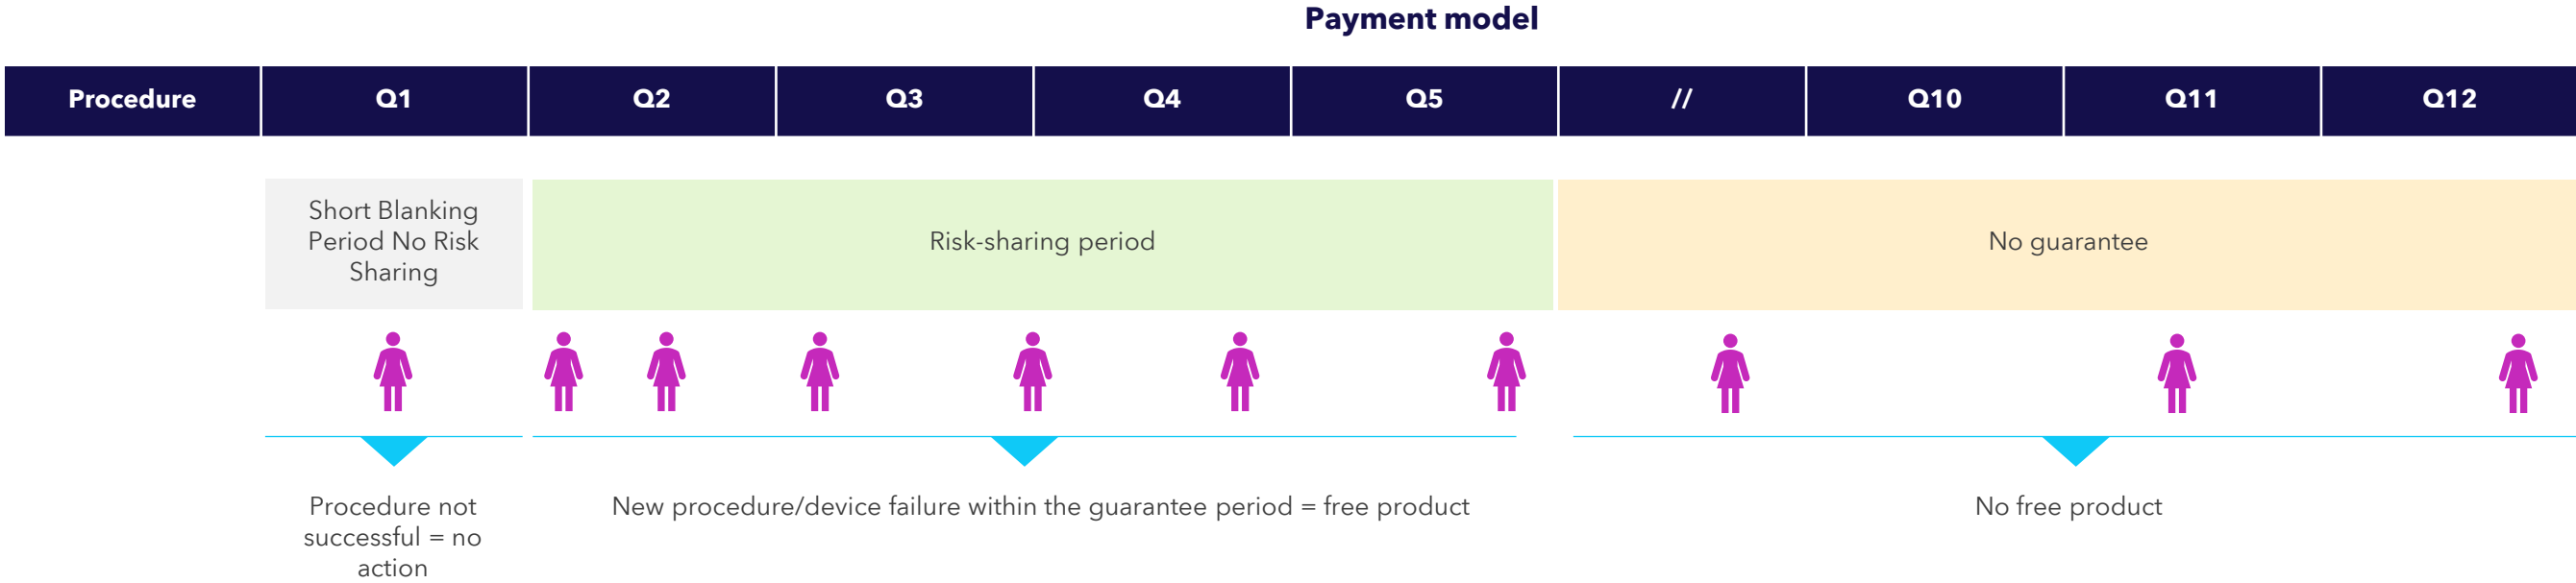 Payment model
Procedure
Q1
Q2
Q3
Q4
Q5
//
Q10
Q11
Q12
Short Blanking
Period No Risk
Sharing
Risk-sharing period
No guarantee
Procedure not
successful = no
action
New procedure/device failure within the guarantee period = free product
No free product